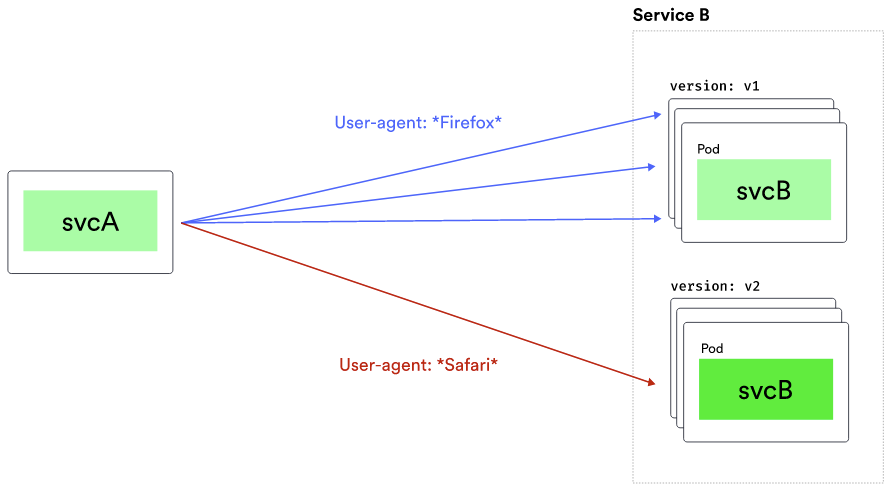 Service B
version: v1
User-agent: *Firefox*
Pod
svcB
svcA
version: v2
Pod
User-agent: *Safari*
svcB